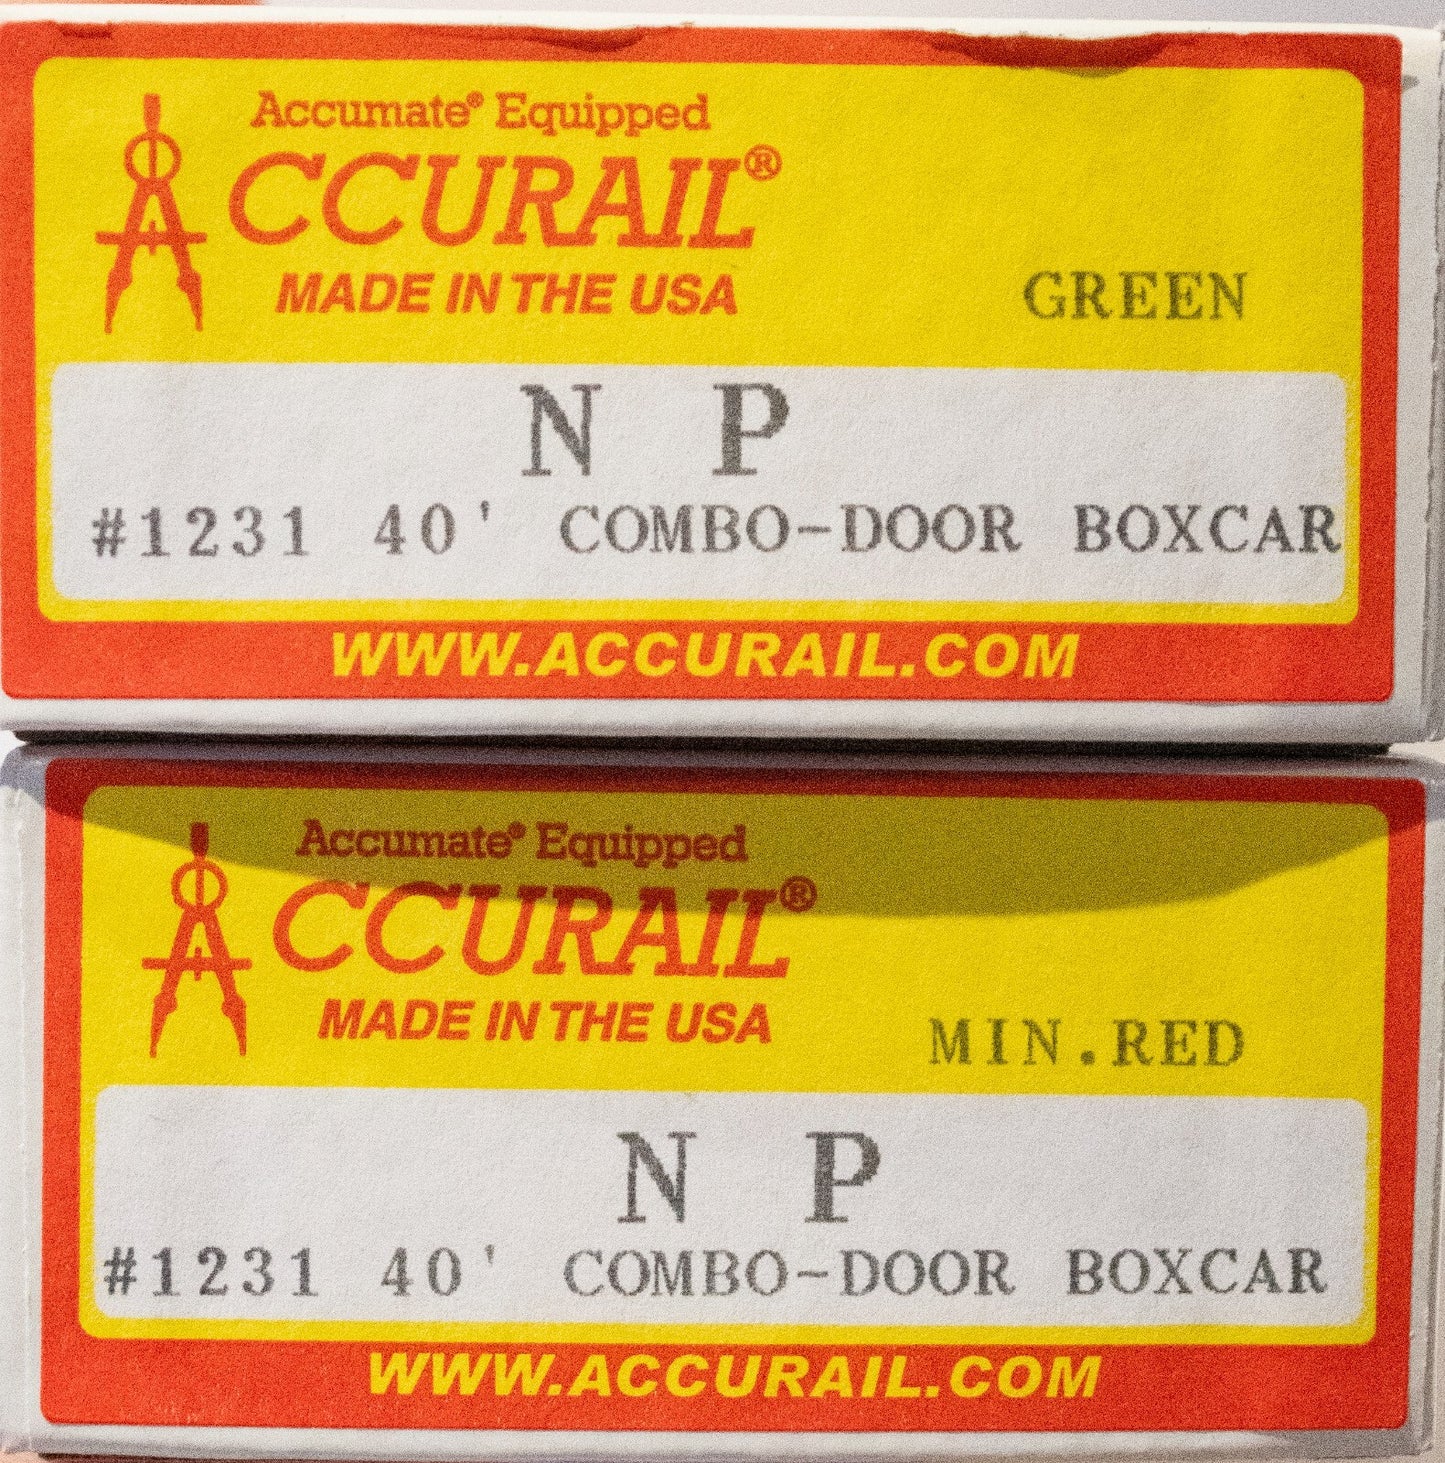 Accumate® Equipped
ACCURAIL®
MADE IN THE USA
GREEN
N P
#1231 40' COMBO-DOOR BOXCAR
WWW.ACCURAIL.COM
Accumate® Equipped
ACCURAIL®
MADE IN THE USA
MIN.RED
N P
#1231 40' COMBO-DOOR BOXCAR
WWW.ACCURAIL.COM